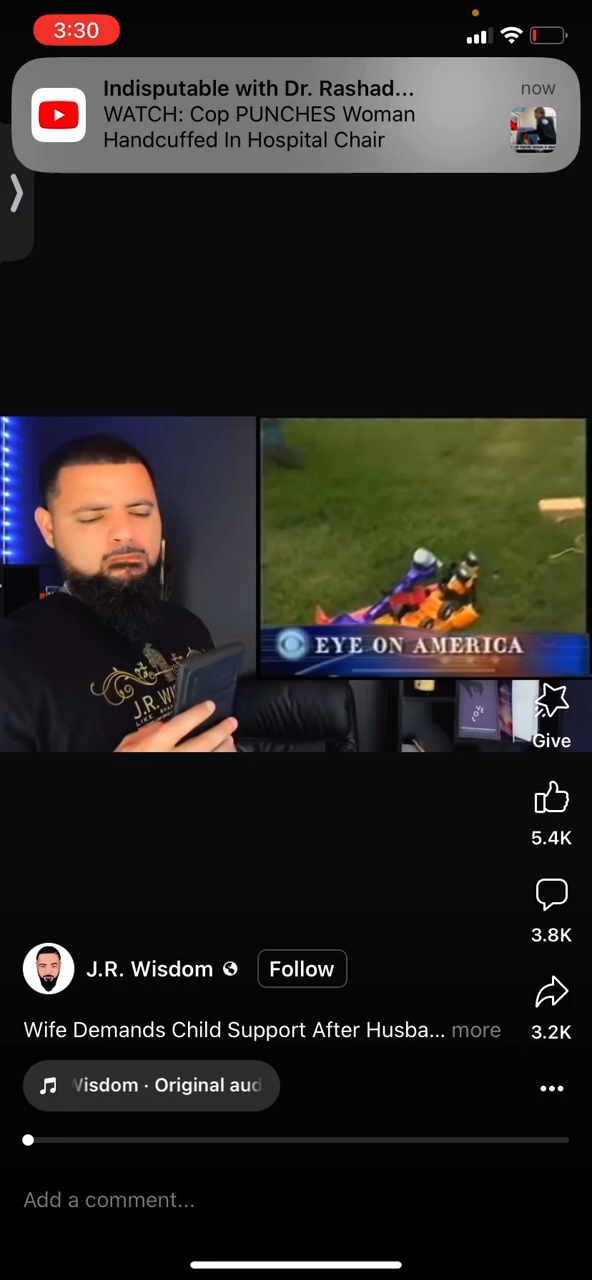 3:30
Indisputable with Dr. Rashad...
now
WATCH: Cop PUNCHES Woman
Handcuffed In Hospital Chair
EYE ON AMERICA
J.R. WI
Give
5.4K
3.8K
J.R. Wisdom
Follow
Wife Demands Child Support After Husba... more
3.2K
Wisdom · Original aud
Add a comment...